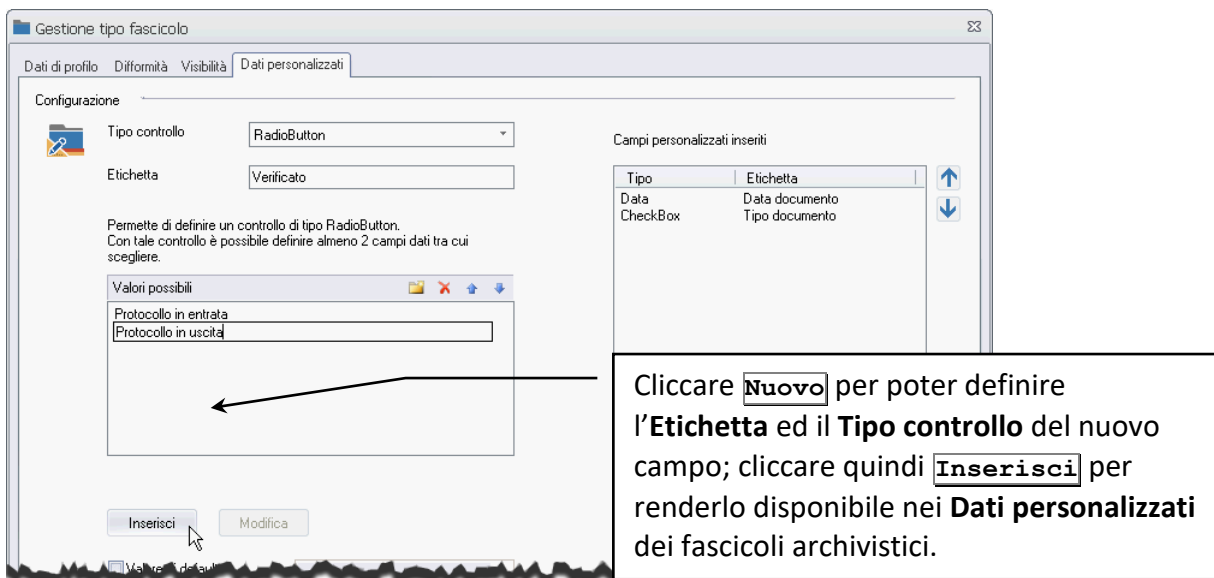 Gestione tipo fascicolo
Dati di profilo Difformità Visibilità Dati personalizzati
Configurazione
Tipo controllo RadioButton
Etichetta Verificato
Permette di definire un controllo di tipo RadioButton.
Con tale controllo è possibile definire almeno 2 campi dati tra cui
scegliere.
Valori possibili
Protocollo in entrata
Protocollo in uscita
Inserisci Modifica
Campi personalizzati inseriti
Tipo Etichetta
Data Data documento
CheckBox Tipo documento
Cliccare Nuovo per poter definire
l’Etichetta ed il Tipo controllo del nuovo
campo; cliccare quindi Inserisci per
renderlo disponibile nei Dati personalizzati
dei fascicoli archivistici.